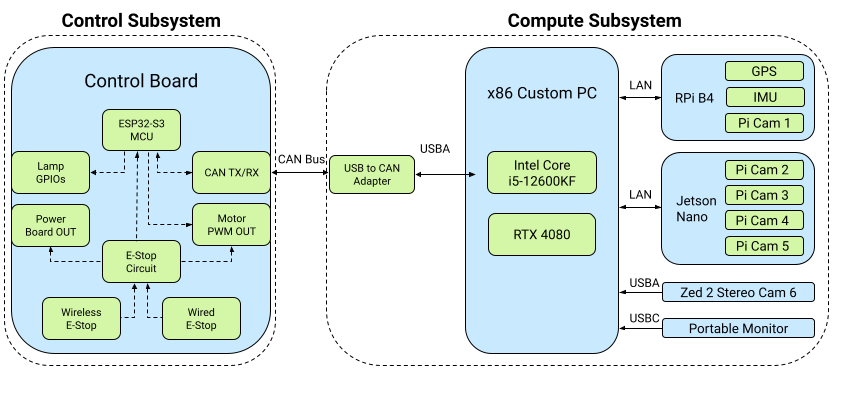 Control Subsystem
Control Board
ESP32-S3
MCU
Lamp
GPIOs
CAN TX/RX
Power
Board OUT
Motor
PWM OUT
E-Stop
Circuit
Wireless
E-Stop
Wired
E-Stop
CAN Bus
Compute Subsystem
USB to CAN
Adapter
USBA
x86 Custom PC
Intel Core
i5-12600KF
RTX 4080
LAN
RPi B4
GPS
IMU
Pi Cam 1
LAN
Jetson
Nano
Pi Cam 2
Pi Cam 3
Pi Cam 4
Pi Cam 5
USBA
Zed 2 Stereo Cam 6
USBC
Portable Monitor